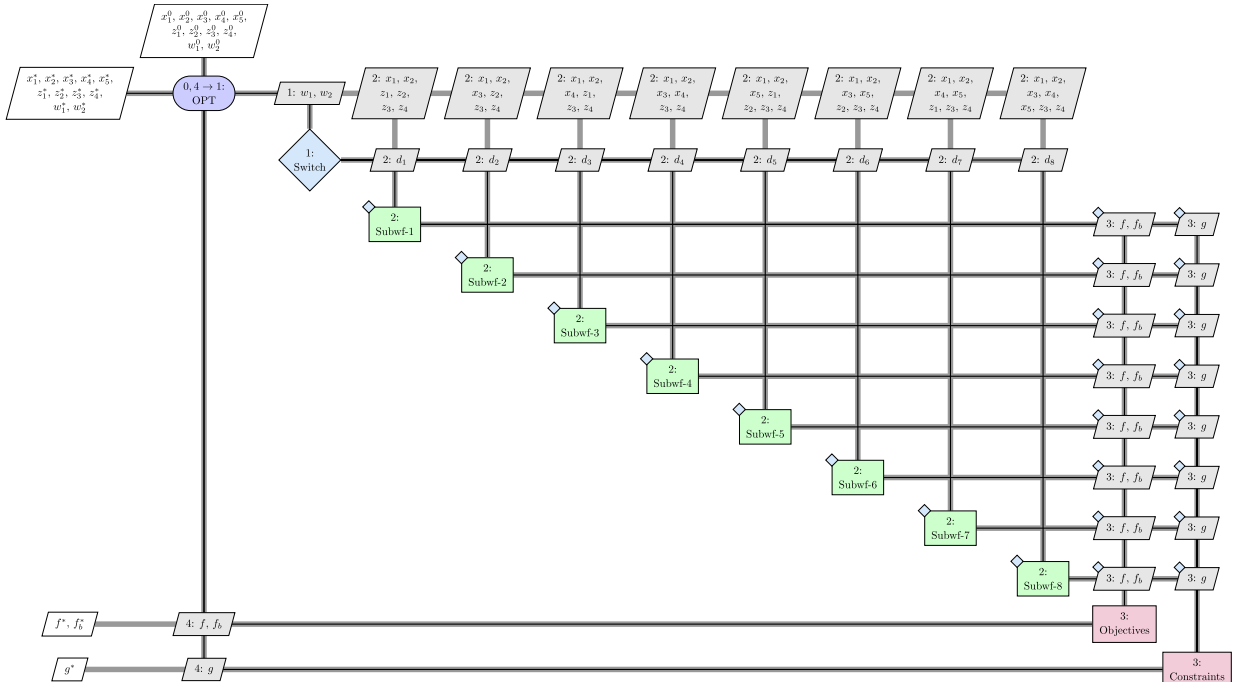 x₁⁰, x₂⁰, x₃⁰, x₄⁰, x₅⁰,
z₁⁰, z₂⁰, z₃⁰, z₄⁰,
w₁⁰, w₂⁰
x₁*, x₂*, x₃*, x₄*, x₅*,
z₁*, z₂*, z₃*, z₄*,
w₁*, w₂*
0, 4 → 1:
OPT
1: w₁, w₂
2: x₁, x₂,
z₁, z₂,
z₃, z₄
2: x₁, x₂,
x₃, z₂,
z₃, z₄
2: x₁, x₂,
x₄, z₁,
z₃, z₄
2: x₁, x₂,
x₃, x₄,
z₃, z₄
2: x₁, x₂,
x₅, z₁,
z₂, z₃, z₄
2: x₁, x₂,
x₃, x₅,
z₂, z₃, z₄
2: x₁, x₂,
x₄, x₅,
z₁, z₃, z₄
2: x₁, x₂,
x₃, x₄,
x₅, z₃, z₄
1:
Switch
2: d₁
2: d₂
2: d₃
2: d₄
2: d₅
2: d₆
2: d₇
2: d₈
2:
Subwf-1
3: f, f_b
3: g
2:
Subwf-2
3: f, f_b
3: g
2:
Subwf-3
3: f, f_b
3: g
2:
Subwf-4
3: f, f_b
3: g
2:
Subwf-5
3: f, f_b
3: g
2:
Subwf-6
3: f, f_b
3: g
2:
Subwf-7
3: f, f_b
3: g
2:
Subwf-8
3: f, f_b
3: g
f*, f_b*
4: f, f_b
3:
Objectives
g*
4: g
3:
Constraints